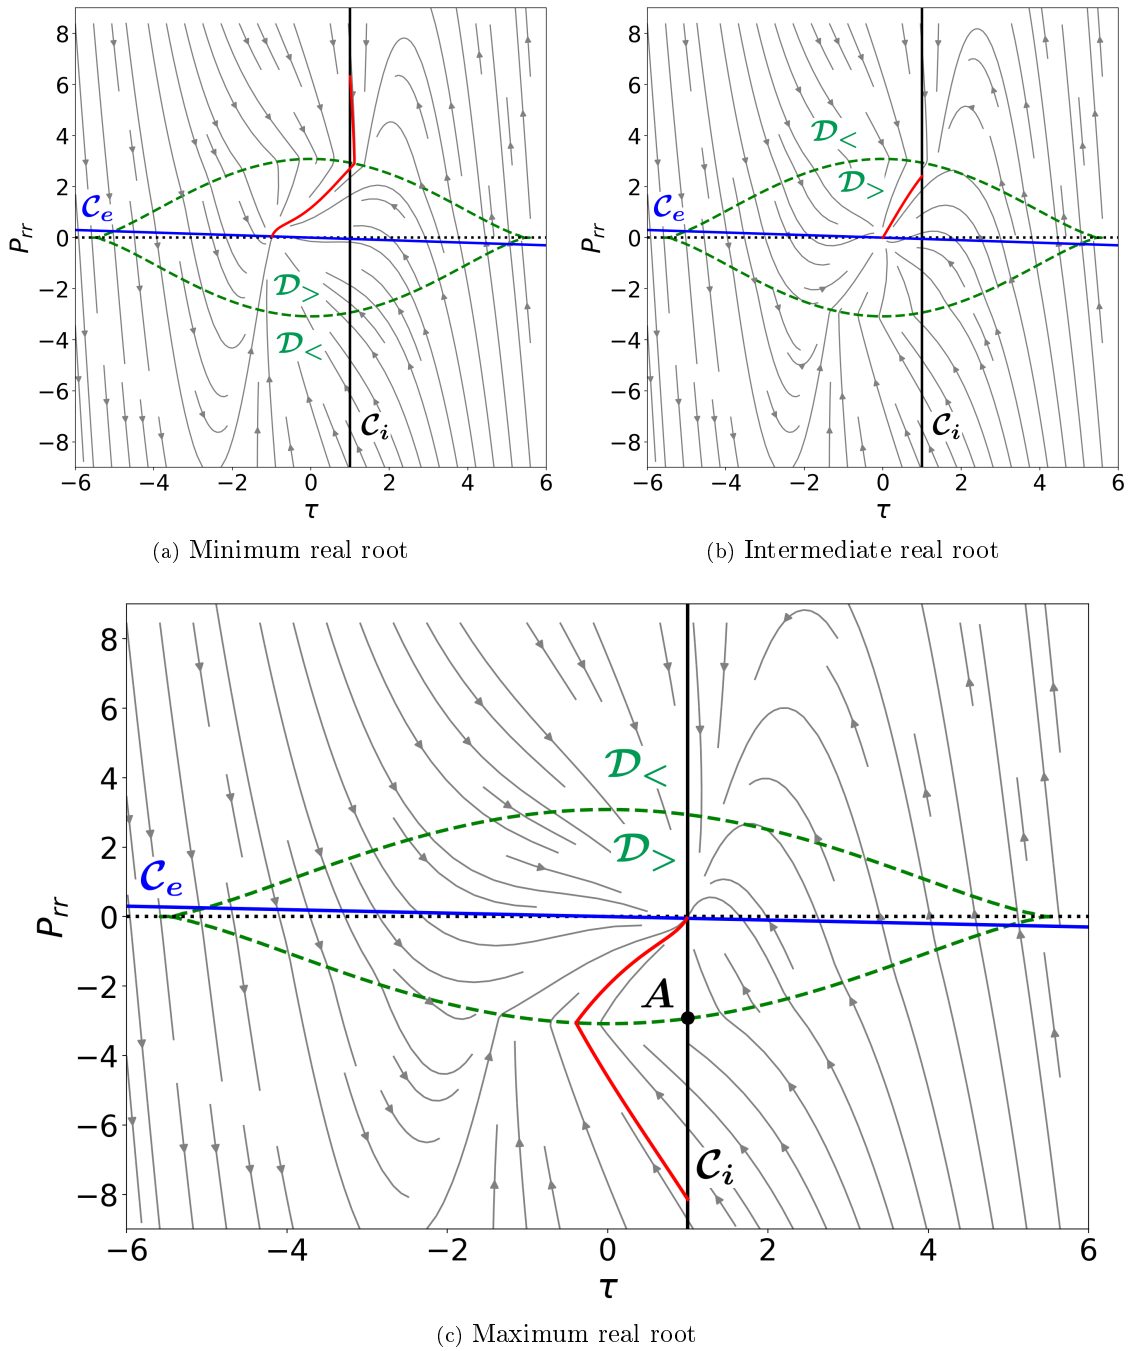 8
6
4
2
0
−2
−4
−6
−8
P_rr
−6 −4 −2 0 2 4 6
τ
C_e
D_>
D_<
C_i
(a) Minimum real root
8
6
4
2
0
−2
−4
−6
−8
P_rr
−6 −4 −2 0 2 4 6
τ
D_<
D_>
C_e
C_i
(b) Intermediate real root
8
6
4
2
0
−2
−4
−6
−8
P_rr
−6 −4 −2 0 2 4 6
τ
D_<
D_>
C_e
A
C_i
(c) Maximum real root